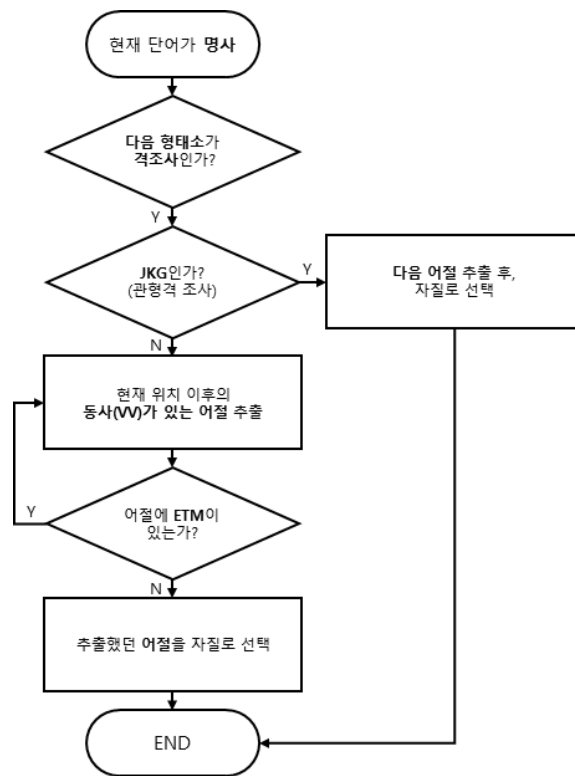 현재 단어가 명사
다음 형태소가
격조사인가?
Y
JKG인가?
(관형격 조사)
Y
다음 어절 추출 후,
자질로 선택
N
현재 위치 이후의
동사(VV)가 있는 어절 추출
어절에 ETM이
있는가?
Y
N
추출했던 어절을 자질로 선택
END